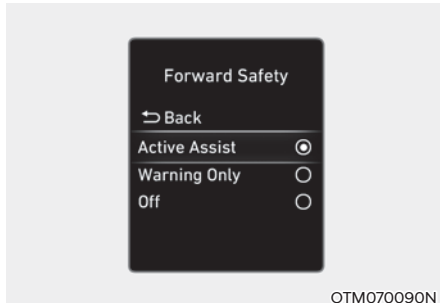 Forward Safety
Back
Active Assist
Warning Only
Off
OTM070090N